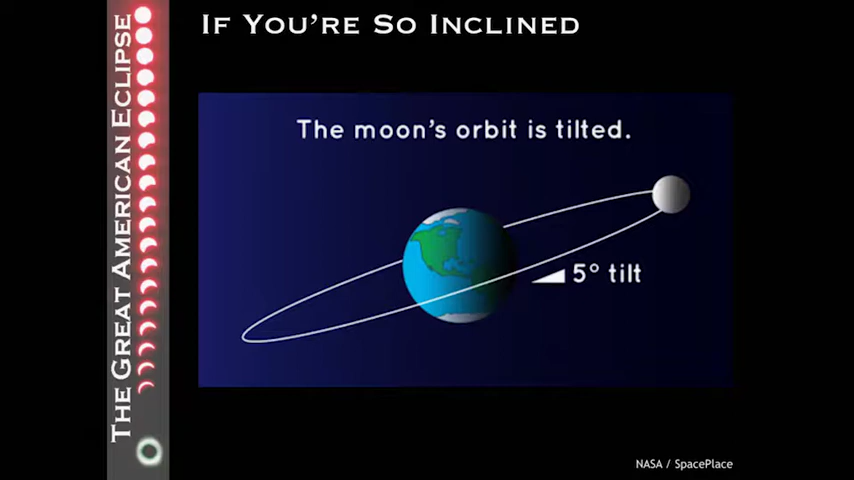 If You're So Inclined
The Great American Eclipse
The moon's orbit is tilted.
5° tilt
NASA / SpacePlace